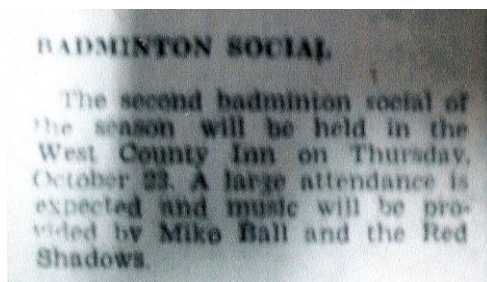 BADMINTON SOCIAL
The second badminton social of
the season will be held in the
West County Inn on Thursday,
October 23. A large attendance is
expected and music will be pro-
vided by Mike Ball and the Red
Shadows.